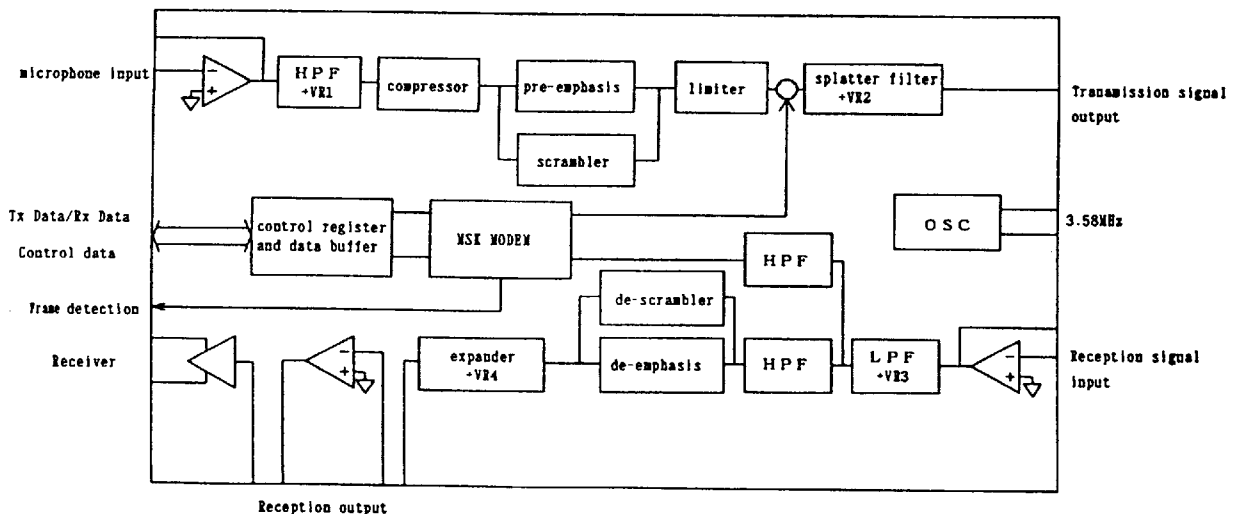 microphone input
HPF
+VR1
compressor
pre-emphasis
scrambler
limiter
splatter filter
+VR2
Tranamission signal
output
Tx Data/Rx Data
Control data
control register
and data buffer
MSK MODEM
OSC
3.58MHz
HPF
Frame detection
de-scrambler
Receiver
expander
+VR4
de-emphasis
HPF
LPF
+VR3
Reception signal
input
Reception output